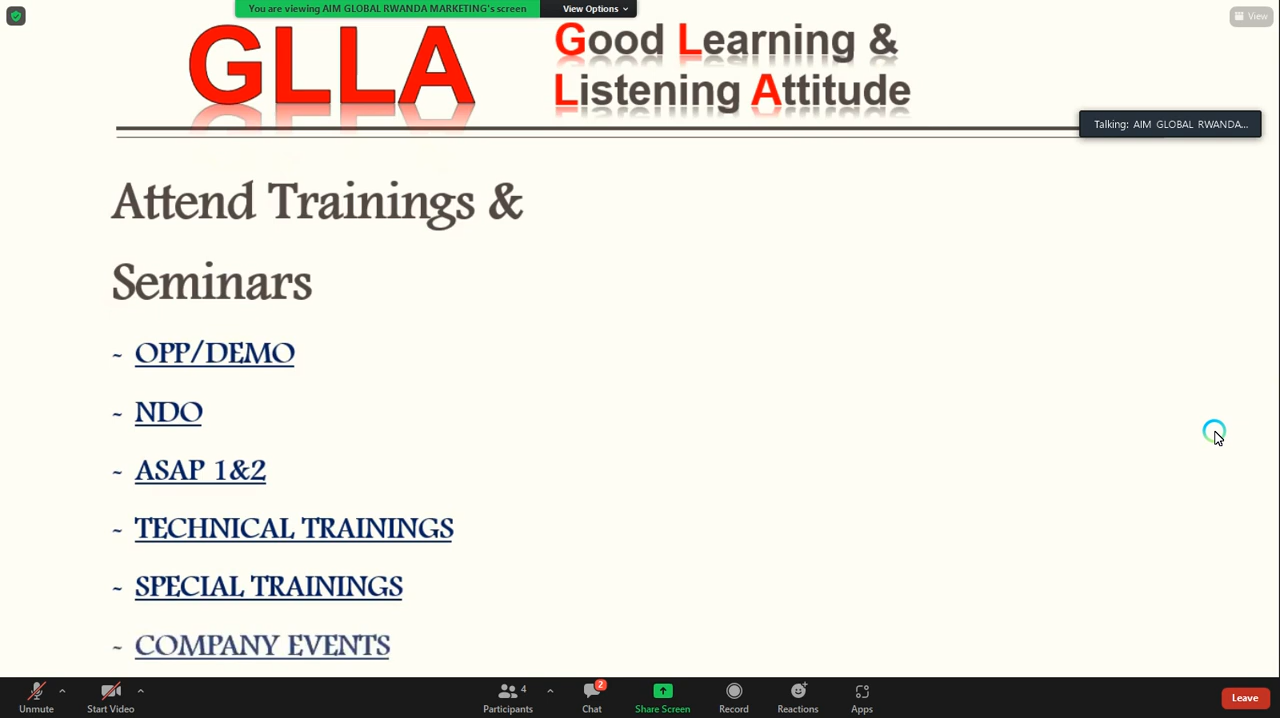 You are viewing AIM GLOBAL RWANDA MARKETING's screen
View Options
View
GLLA
Good Learning &
Listening Attitude
Talking: AIM GLOBAL RWANDA...
Attend Trainings &
Seminars
~ OPP/DEMO
~ NDO
~ ASAP 1&2
~ TECHNICAL TRAININGS
~ SPECIAL TRAININGS
~ COMPANY EVENTS
Unmute
Start Video
4
Participants
2
Chat
Share Screen
Record
Reactions
Apps
Leave